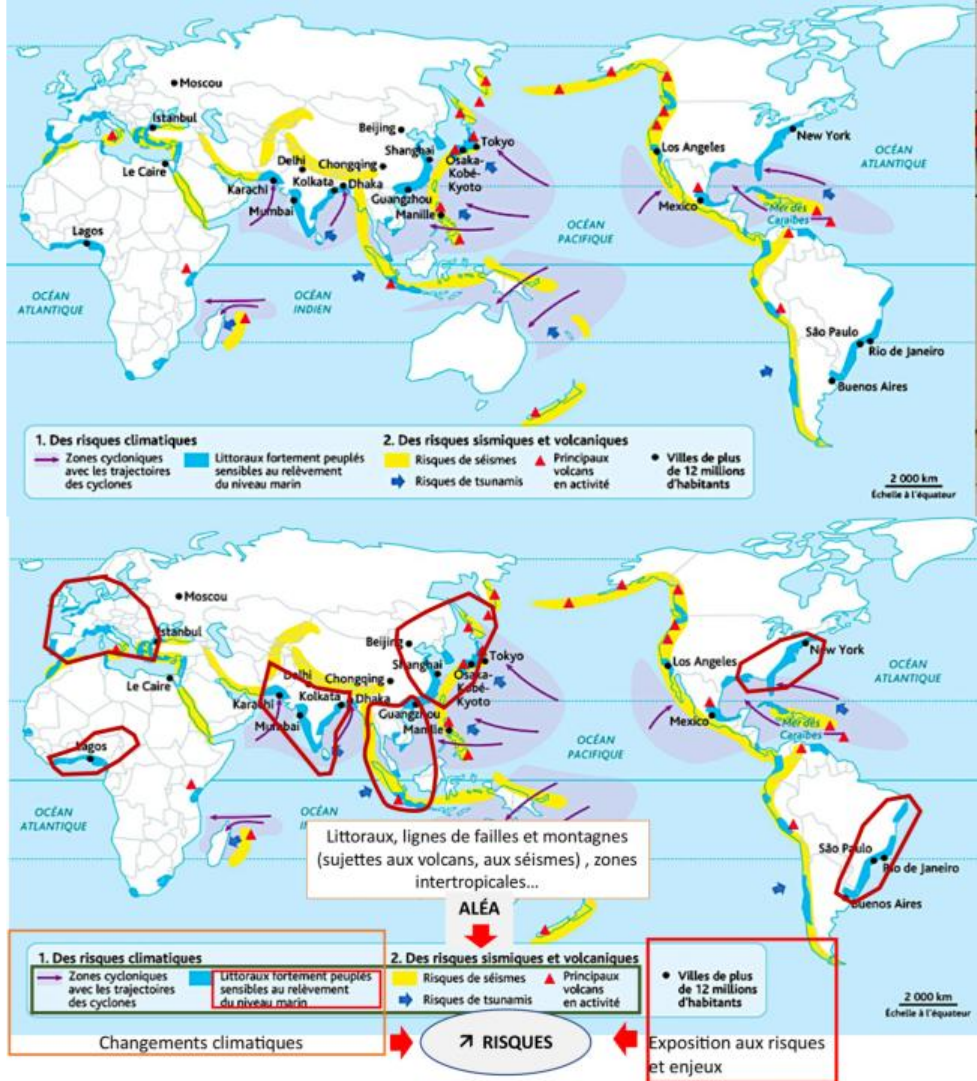 Moscou
Istanbul
Beijing
Tokyo
New York
Los Angeles
OCÉAN
ATLANTIQUE
Shanghai
Le Caire
Delhi
Chongqing
Osaka-
Kobé-
Kyoto
Karachi
Kolkata
Dhaka
Guangzhou
Mumbai
Manille
Mexico
Mer des
Caraïbes
Lagos
OCÉAN
PACIFIQUE
OCÉAN
ATLANTIQUE
OCÉAN
INDIEN
São Paulo
Rio de Janeiro
Buenos Aires
1. Des risques climatiques
Zones cycloniques
avec les trajectoires
des cyclones
Littoraux fortement peuplés
sensibles au relèvement
du niveau marin
2. Des risques sismiques et volcaniques
Risques de séismes
Risques de tsunamis
Principaux
volcans
en activité
Villes de plus
de 12 millions
d'habitants
2 000 km
Échelle à l'équateur
Moscou
Istanbul
Beijing
Tokyo
New York
Los Angeles
OCÉAN
ATLANTIQUE
Shanghai
Le Caire
Delhi
Chongqing
Osaka-
Kobé-
Kyoto
Karachi
Kolkata
Dhaka
Guangzhou
Mumbai
Manille
Mexico
Mer des
Caraïbes
Lagos
OCÉAN
PACIFIQUE
OCÉAN
ATLANTIQUE
OCÉAN
Littoraux, lignes de failles et montagnes
(sujettes aux volcans, aux séismes) , zones
intertropicales...
São Paulo
Rio de Janeiro
Buenos Aires
ALÉA
1. Des risques climatiques
Zones cycloniques
avec les trajectoires
des cyclones
Littoraux fortement peuplés
sensibles au relèvement
du niveau marin
2. Des risques sismiques et volcaniques
Risques de séismes
Risques de tsunamis
Principaux
volcans
en activité
Villes de plus
de 12 millions
d'habitants
2 000 km
Échelle à l'équateur
Changements climatiques
↗ RISQUES
Exposition aux risques
et enjeux